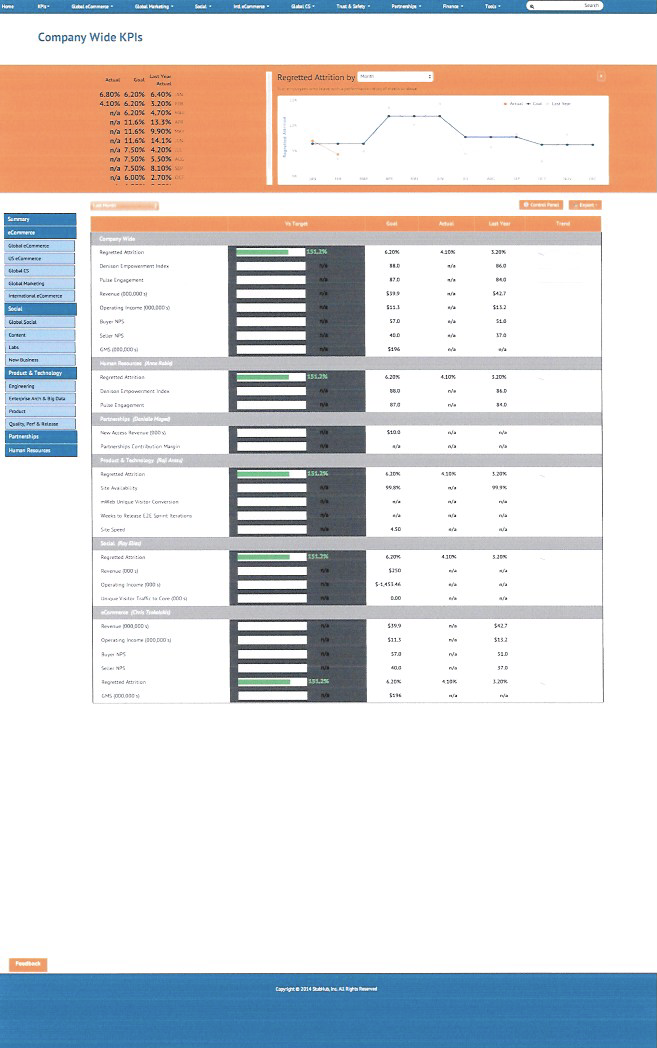 Home KPIs Global eCommerce Global Marketing Social Intl eCommerce Global CS Trust & Safety Partnerships Finance Tools Search
Company Wide KPIs
Regretted Attrition by Month
Actual Goal Last Year Actual
6.80% 6.20% 6.40%
4.10% 6.20% 3.20%
n/a 6.20% 4.70%
n/a 11.6% 13.3%
n/a 11.6% 9.90%
n/a 11.6% 14.1%
n/a 7.50% 4.20%
n/a 7.50% 5.50%
n/a 7.50% 8.10%
n/a 6.00% 2.70%
Regretted Attrition
Actual Goal Last Year
Control Panel Export
Summary
eCommerce
Global eCommerce
US eCommerce
Global CS
Global Marketing
International eCommerce
Social
Global Social
Content
Labs
New Business
Product & Technology
Engineering
Enterprise Arch & Big Data
Product
Quality, Perf & Release
Partnerships
Human Resources
Vs Target Goal Actual Last Year Trend
Company Wide
Regretted Attrition 151.2% 6.20% 4.10% 3.20%
Denison Empowerment Index n/a 88.0 n/a 86.0
Pulse Engagement n/a 87.0 n/a 84.0
Revenue (000,000's) n/a $39.9 n/a $42.7
Operating Income (000,000's) n/a $11.3 n/a $13.2
Buyer NPS n/a 57.0 n/a 51.0
Seller NPS n/a 40.0 n/a 37.0
GMS (000,000's) n/a $196 n/a n/a
Human Resources
Regretted Attrition 151.2% 6.20% 4.10% 3.20%
Denison Empowerment Index n/a 88.0 n/a 86.0
Pulse Engagement n/a 87.0 n/a 84.0
Partnerships
New Access Revenue (000's) n/a $10.0 n/a n/a
Partnerships Contribution Margin n/a n/a n/a n/a
Product & Technology
Regretted Attrition 151.2% 6.20% 4.10% 3.20%
Site Availability n/a 99.8% n/a 99.9%
mWeb Unique Visitor Conversion n/a n/a n/a n/a
Weeks to Release E2E Sprint Iterations n/a n/a n/a n/a
Site Speed n/a 4.50 n/a n/a
Social
Regretted Attrition 151.2% 6.20% 4.10% 3.20%
Revenue (000's) n/a $250 n/a n/a
Operating Income (000's) n/a $-1,453.46 n/a n/a
Unique Visitor Traffic to Core (000's) n/a 0.00 n/a n/a
eCommerce
Revenue (000,000's) n/a $39.9 n/a $42.7
Operating Income (000,000's) n/a $11.3 n/a $13.2
Buyer NPS n/a 57.0 n/a 51.0
Seller NPS n/a 40.0 n/a 37.0
Regretted Attrition 151.2% 6.20% 4.10% 3.20%
GMS (000,000's) n/a $196 n/a n/a
Feedback
Copyright © 2014 StubHub, Inc. All Rights Reserved